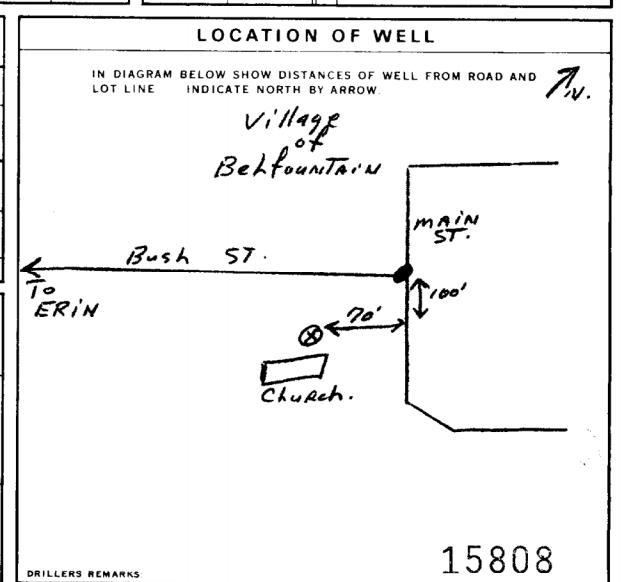 LOCATION OF WELL
IN DIAGRAM BELOW SHOW DISTANCES OF WELL FROM ROAD AND
LOT LINE INDICATE NORTH BY ARROW.
N.
Village
of
Belfountain
MAIN
ST.
Bush ST.
To
ERIN
100'
70'
Church.
15808
DRILLERS REMARKS: